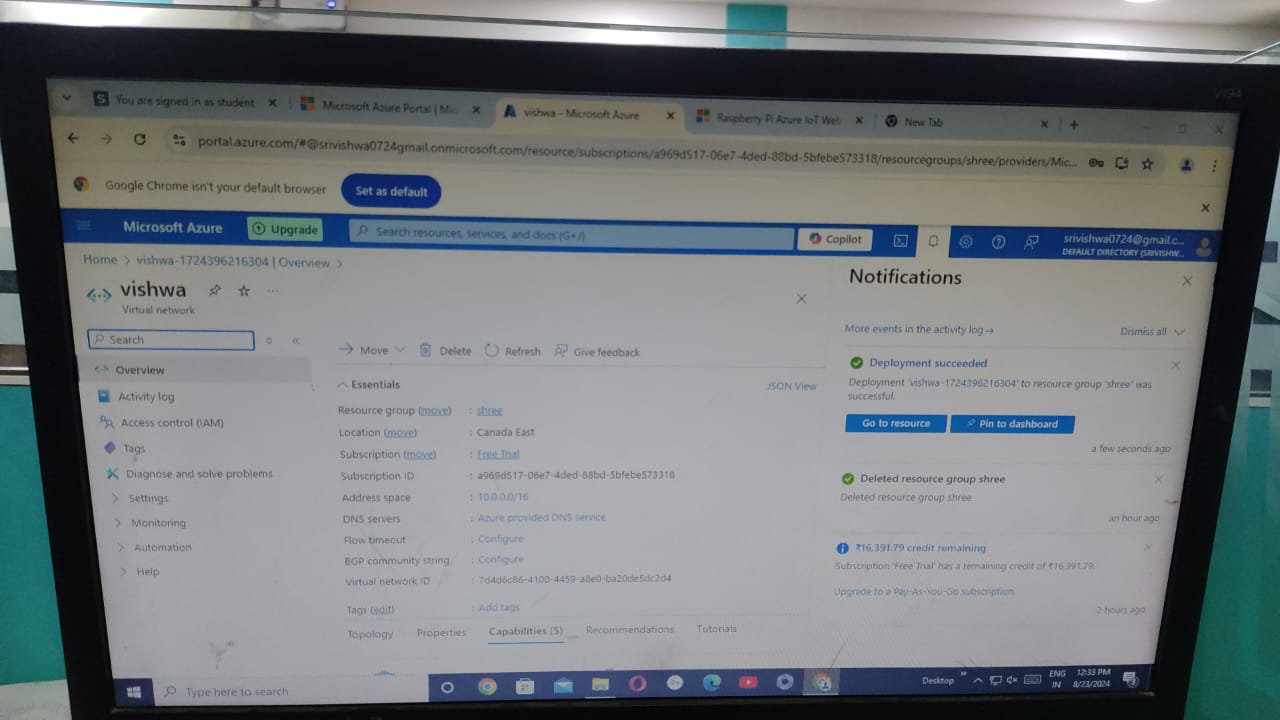 V194
You are signed in as student
Microsoft Azure Portal | Mic
vishwa - Microsoft Azure
Raspberry Pi Azure IoT Web
New Tab
portal.azure.com/#@srivishwa0724gmail.onmicrosoft.com/resource/subscriptions/a969d517-06e7-4ded-88bd-5bfebe573318/resourcegroups/shree/providers/Mic...
Google Chrome isn't your default browser
Set as default
Microsoft Azure
Upgrade
Search resources, services, and docs (G+/)
Copilot
srivishwa0724@gmail.c...
DEFAULT DIRECTORY (SRIVISHW...
Home > vishwa-1724396216304 | Overview >
vishwa
Virtual network
Search
Overview
Activity log
Access control (IAM)
Tags
Diagnose and solve problems
Settings
Monitoring
Automation
Help
Move
Delete
Refresh
Give feedback
Essentials
JSON View
Resource group (move) : shree
Location (move) : Canada East
Subscription (move) : Free Trial
Subscription ID : a969d517-06e7-4ded-88bd-5bfebe573318
Address space : 10.0.0.0/16
DNS servers : Azure provided DNS service
Flow timeout : Configure
BGP community string : Configure
Virtual network ID : 7d4d6c86-4100-4459-a8e0-ba20de5dc2d4
Tags (edit) : Add tags
Topology
Properties
Capabilities (5)
Recommendations
Tutorials
Notifications
More events in the activity log →
Dismiss all
Deployment succeeded
Deployment 'vishwa-1724396216304' to resource group 'shree' was
successful.
Go to resource
Pin to dashboard
a few seconds ago
Deleted resource group shree
Deleted resource group shree
an hour ago
₹16,391.79 credit remaining
Subscription 'Free Trial' has a remaining credit of ₹16,391.79.
Upgrade to a Pay-As-You-Go subscription.
2 hours ago
Type here to search
Desktop
ENG
IN
12:33 PM
8/23/2024